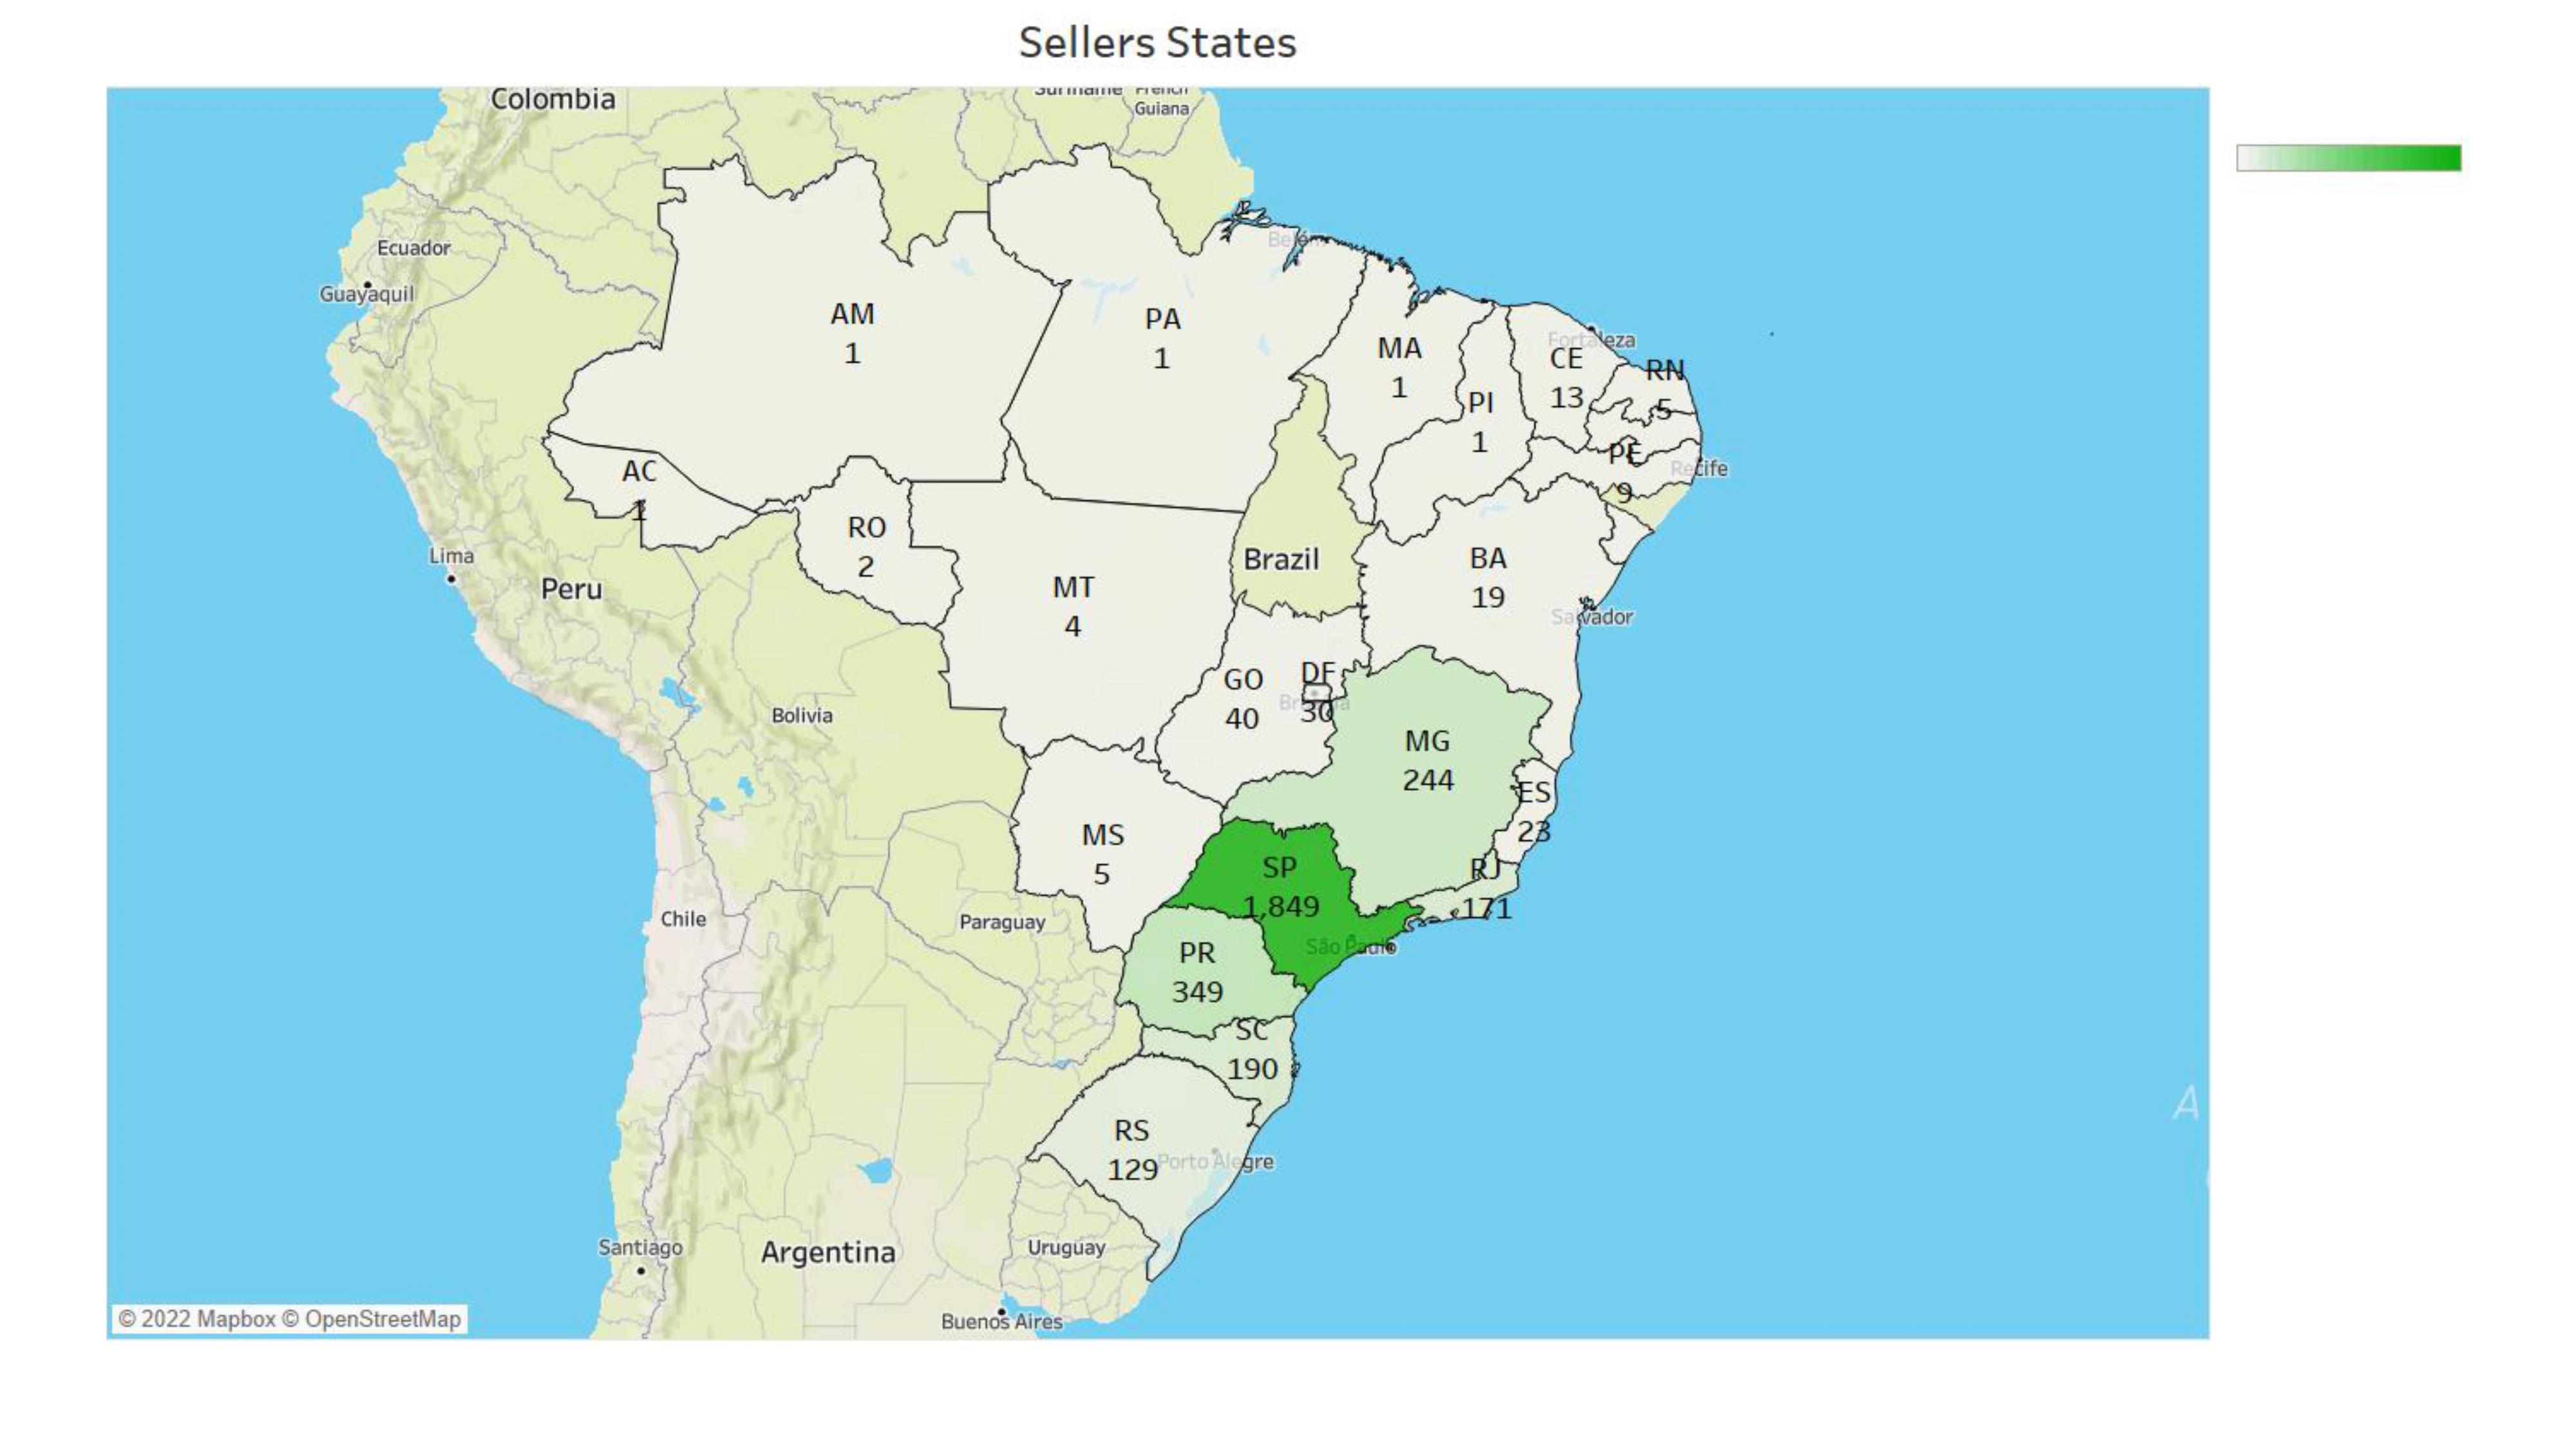 Sellers States
Colombia
Suriname
French
Guiana
Ecuador
Guayaquil
Belém
AM
1
PA
1
MA
1
PI
1
Fortaleza
CE
13
RN
5
PE
9
Recife
AC
1
RO
2
Lima
Peru
MT
4
Brazil
BA
19
Salvador
GO
40
DF
30
Brasília
Bolivia
MG
244
ES
23
MS
5
SP
1,849
RJ
171
São Paulo
Chile
Paraguay
PR
349
SC
190
RS
129
Porto Alegre
A
Santiago
Argentina
Uruguay
Buenos Aires
© 2022 Mapbox © OpenStreetMap